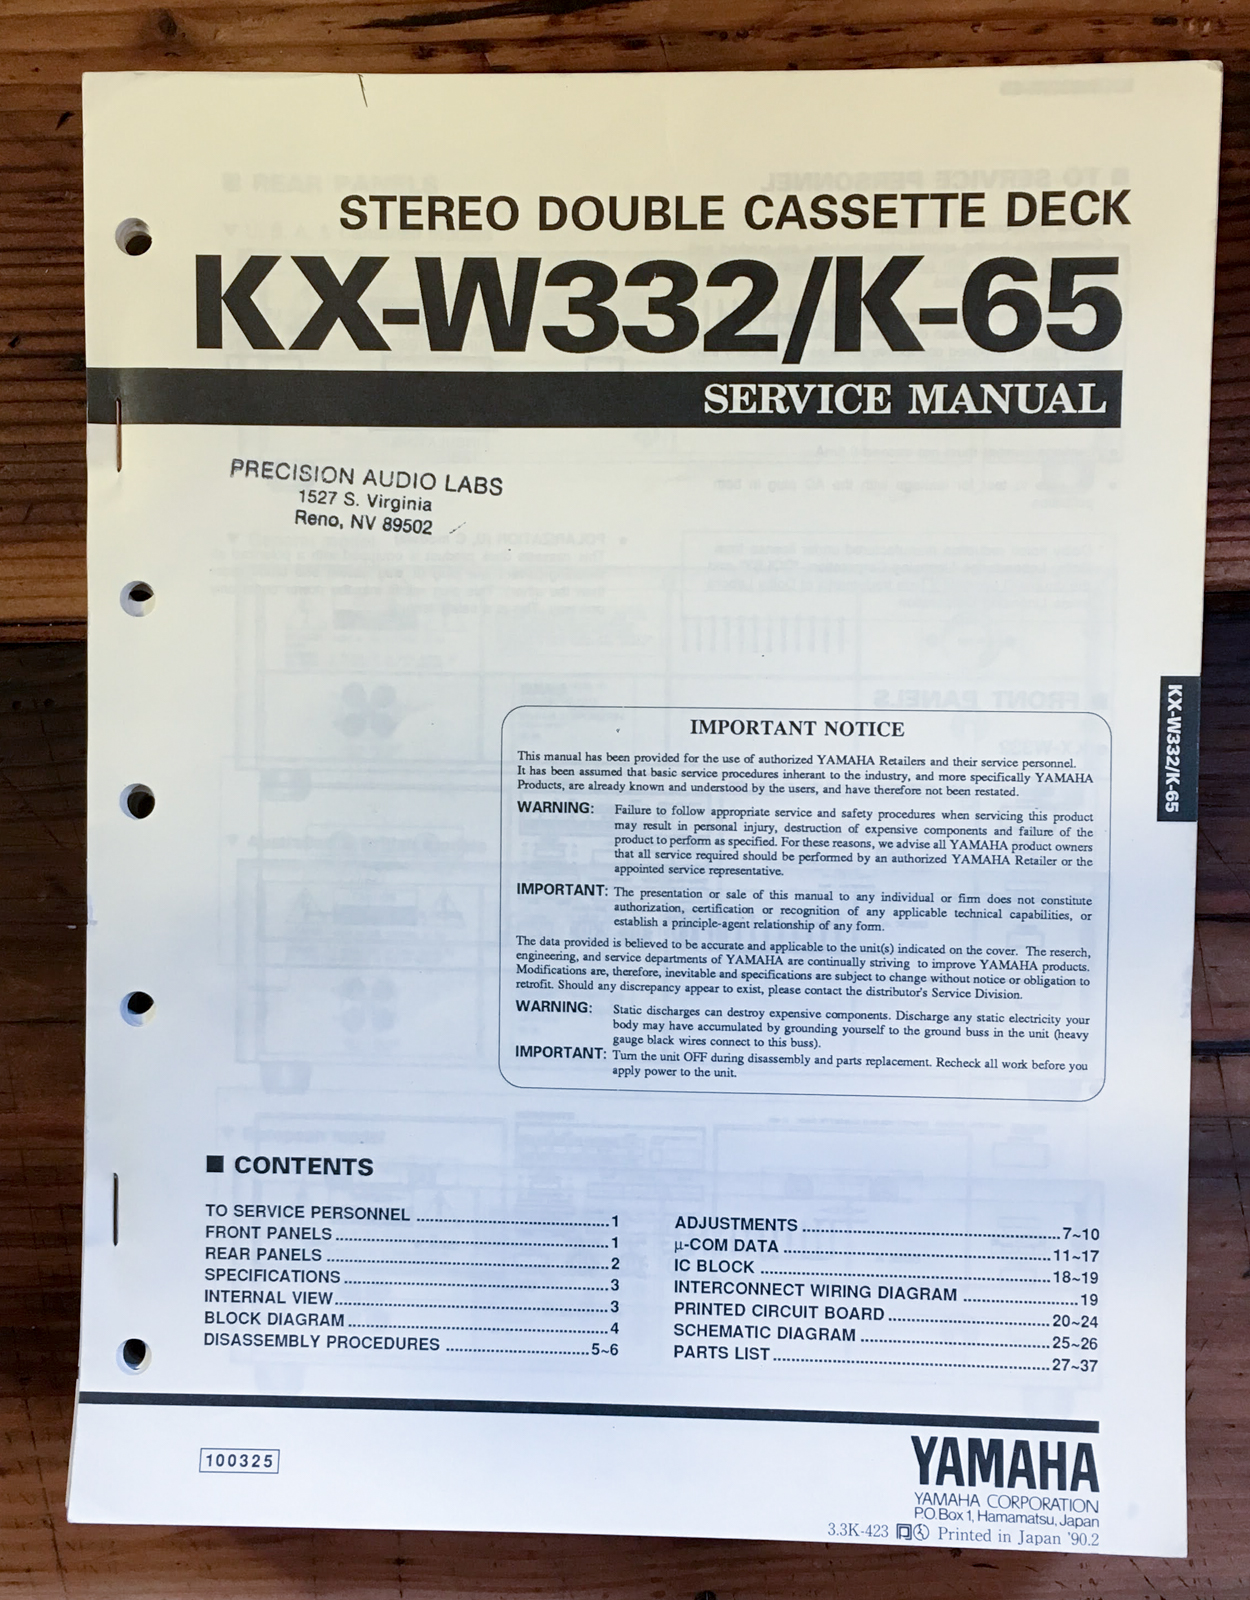 STEREO DOUBLE CASSETTE DECK
KX-W332/K-65
SERVICE MANUAL
PRECISION AUDIO LABS
1527 S. Virginia
Reno, NV 89502
KX-W332/K-65
IMPORTANT NOTICE
This manual has been provided for the use of authorized YAMAHA Retailers and their service personnel.
It has been assumed that basic service procedures inherant to the industry, and more specifically YAMAHA
Products, are already known and understood by the users, and have therefore not been restated.
WARNING: Failure to follow appropriate service and safety procedures when servicing this product
may result in personal injury, destruction of expensive components and failure of the
product to perform as specified. For these reasons, we advise all YAMAHA product owners
that all service required should be performed by an authorized YAMAHA Retailer or the
appointed service representative.
IMPORTANT: The presentation or sale of this manual to any individual or firm does not constitute
authorization, certification or recognition of any applicable technical capabilities, or
establish a principle-agent relationship of any form.
The data provided is believed to be accurate and applicable to the unit(s) indicated on the cover. The reserch,
engineering, and service departments of YAMAHA are continually striving to improve YAMAHA products.
Modifications are, therefore, inevitable and specifications are subject to change without notice or obligation to
retrofit. Should any discrepancy appear to exist, please contact the distributor's Service Division.
WARNING: Static discharges can destroy expensive components. Discharge any static electricity your
body may have accumulated by grounding yourself to the ground buss in the unit (heavy
gauge black wires connect to this buss).
IMPORTANT: Turn the unit OFF during disassembly and parts replacement. Recheck all work before you
apply power to the unit.
■ CONTENTS
TO SERVICE PERSONNEL ........ 1
FRONT PANELS ........ 1
REAR PANELS ........ 2
SPECIFICATIONS ........ 3
INTERNAL VIEW ........ 3
BLOCK DIAGRAM ........ 4
DISASSEMBLY PROCEDURES ........ 5~6
ADJUSTMENTS ........ 7~10
μ-COM DATA ........ 11~17
IC BLOCK ........ 18~19
INTERCONNECT WIRING DIAGRAM ........ 19
PRINTED CIRCUIT BOARD ........ 20~24
SCHEMATIC DIAGRAM ........ 25~26
PARTS LIST ........ 27~37
100325
YAMAHA
YAMAHA CORPORATION
P.O.Box 1, Hamamatsu, Japan
3.3K-423 Printed in Japan '90.2